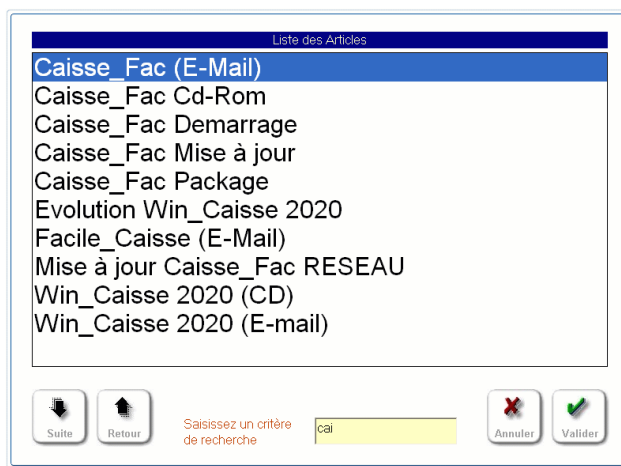 Liste des Articles
Caisse_Fac (E-Mail)
Caisse_Fac Cd-Rom
Caisse_Fac Demarrage
Caisse_Fac Mise à jour
Caisse_Fac Package
Evolution Win_Caisse 2020
Facile_Caisse (E-Mail)
Mise à jour Caisse_Fac RESEAU
Win_Caisse 2020 (CD)
Win_Caisse 2020 (E-mail)
Suite
Retour
Saisissez un critère
de recherche
cai
Annuler
Valider